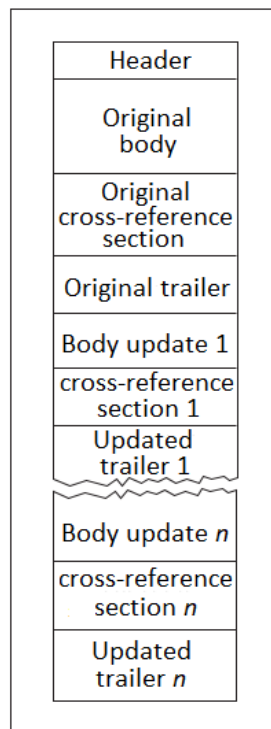 Header
Original
body
Original
cross-reference
section
Original trailer
Body update 1
cross-reference
section 1
Updated
trailer 1
Body update n
cross-reference
section n
Updated
trailer n